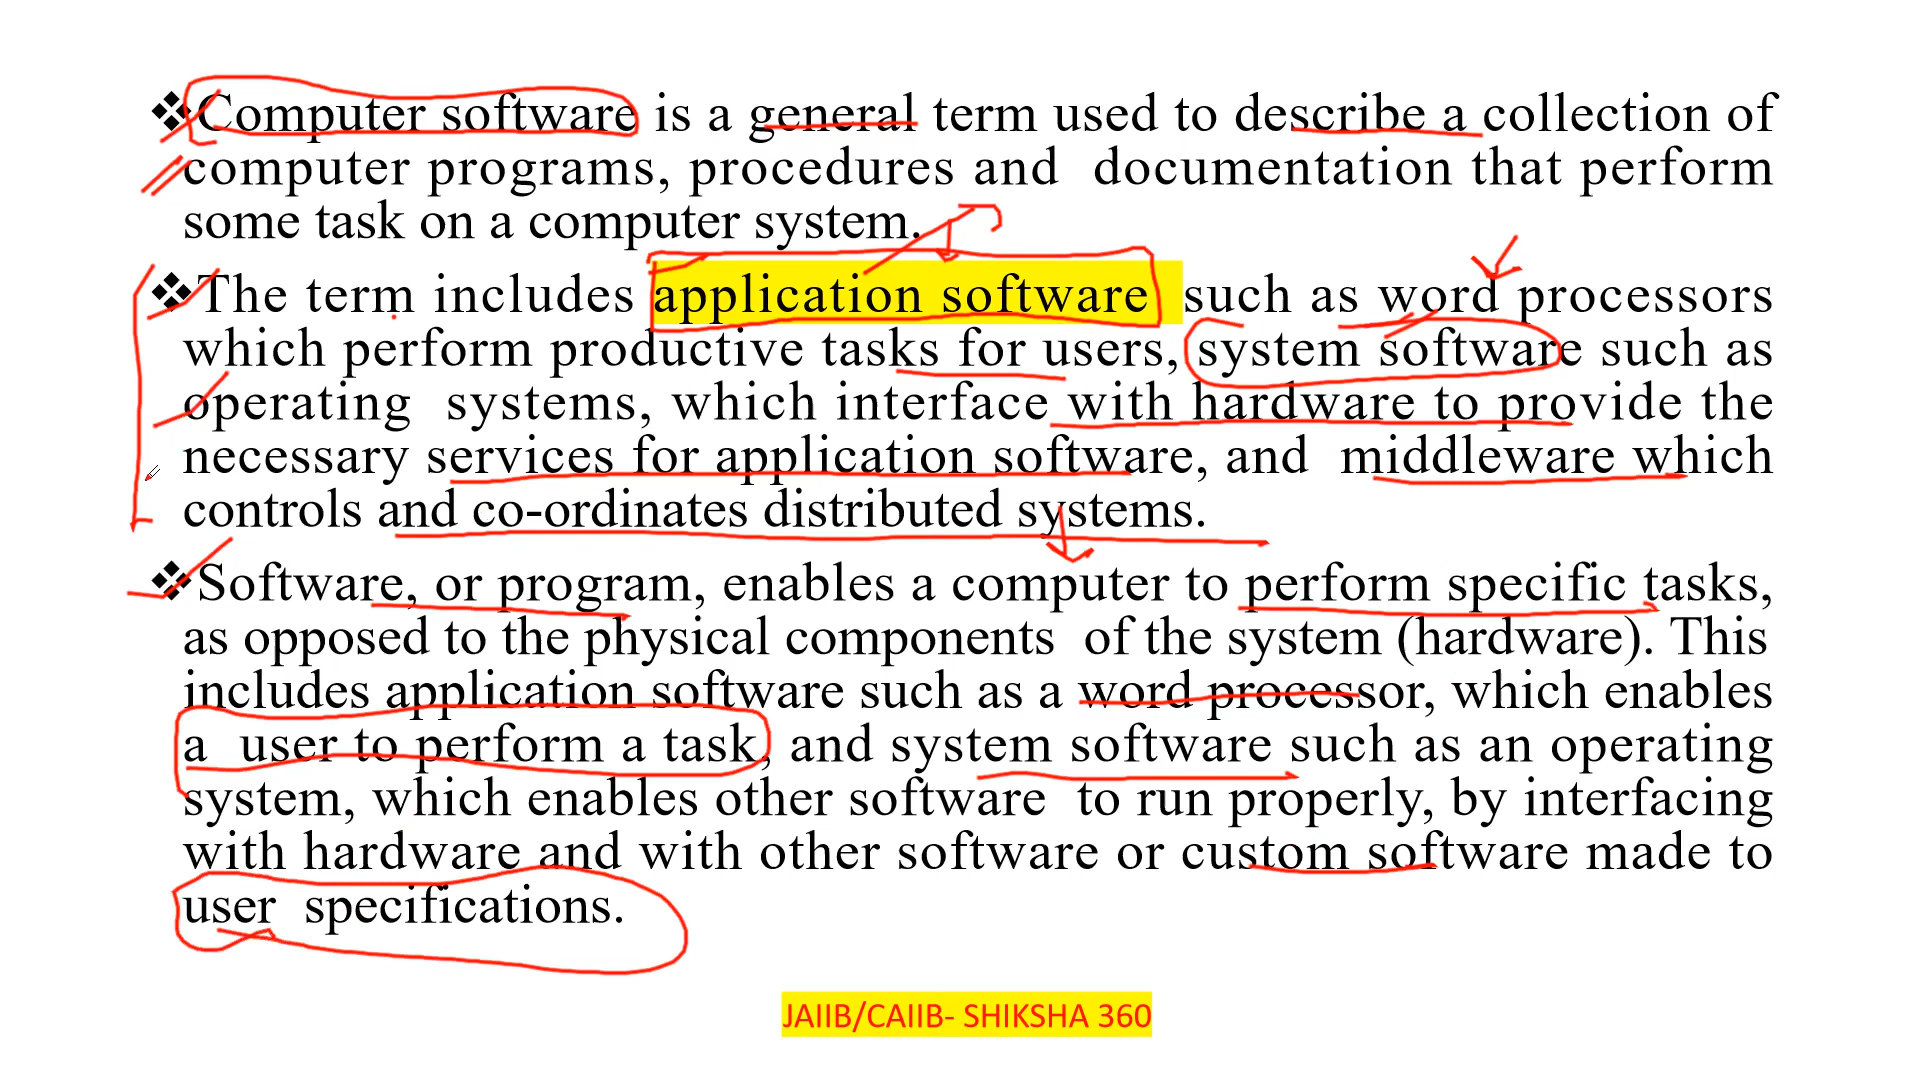 ❖Computer software is a general term used to describe a collection of
computer programs, procedures and documentation that perform
some task on a computer system.
❖The term includes application software such as word processors
which perform productive tasks for users, system software such as
operating systems, which interface with hardware to provide the
necessary services for application software, and middleware which
controls and co-ordinates distributed systems.
❖Software, or program, enables a computer to perform specific tasks,
as opposed to the physical components of the system (hardware). This
includes application software such as a word processor, which enables
a user to perform a task, and system software such as an operating
system, which enables other software to run properly, by interfacing
with hardware and with other software or custom software made to
user specifications.
JAIIB/CAIIB- SHIKSHA 360